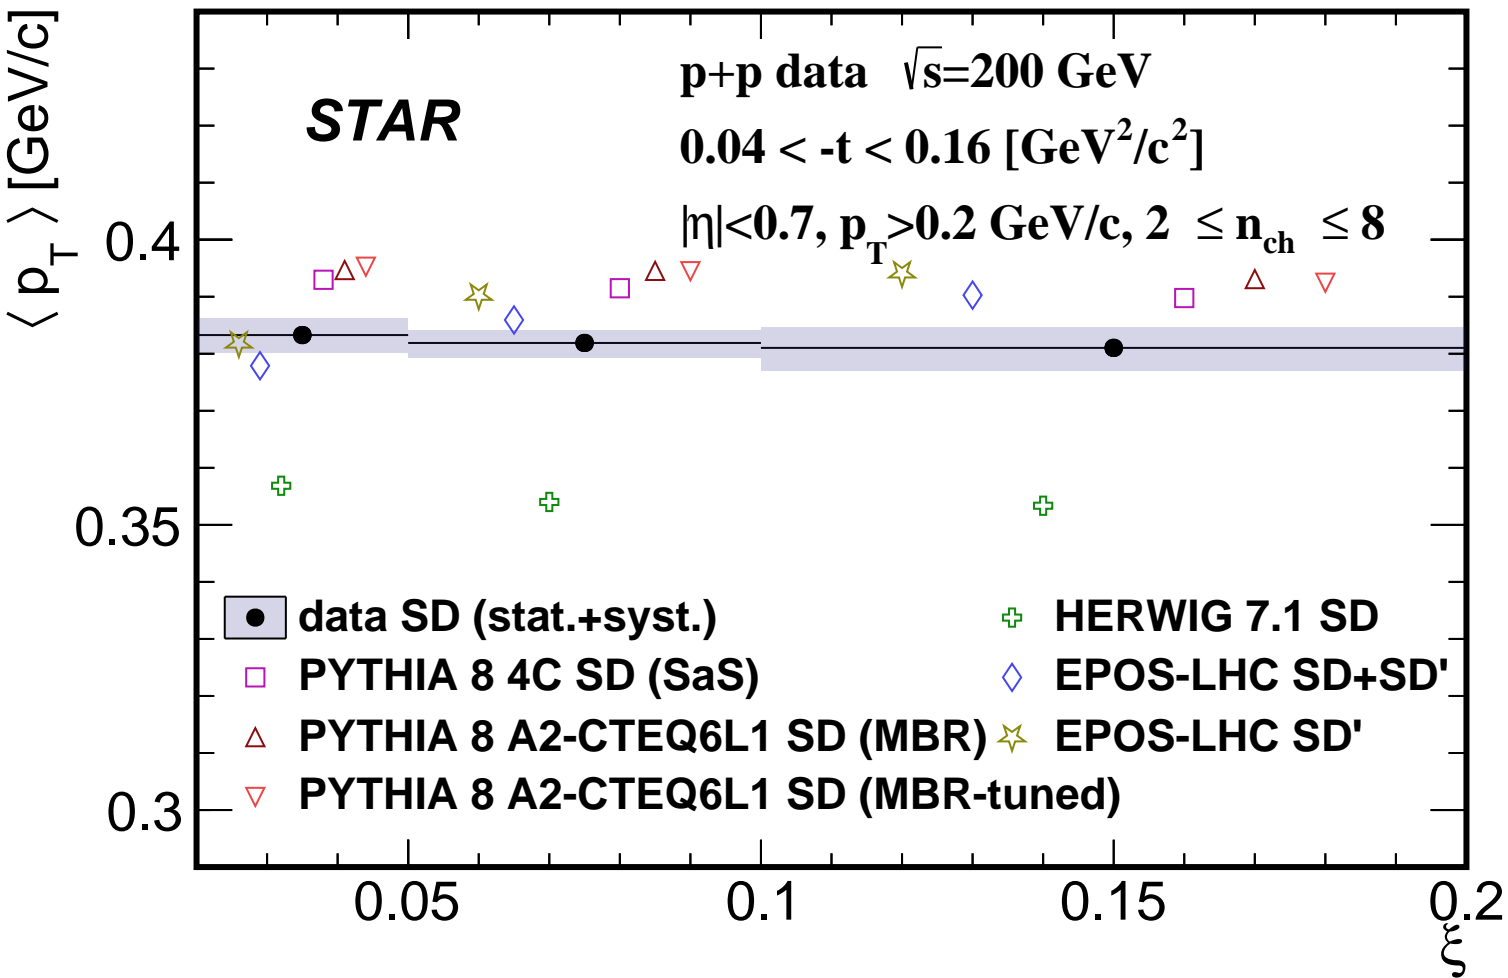 ⟨ p_T ⟩ [GeV/c]
STAR
p+p data √s=200 GeV
0.04 < -t < 0.16 [GeV²/c²]
|η|<0.7, p_T>0.2 GeV/c, 2 ≤ n_ch ≤ 8
0.4
0.35
0.3
data SD (stat.+syst.)
PYTHIA 8 4C SD (SaS)
PYTHIA 8 A2-CTEQ6L1 SD (MBR)
PYTHIA 8 A2-CTEQ6L1 SD (MBR-tuned)
HERWIG 7.1 SD
EPOS-LHC SD+SD'
EPOS-LHC SD'
0.05 0.1 0.15 0.2
ξ